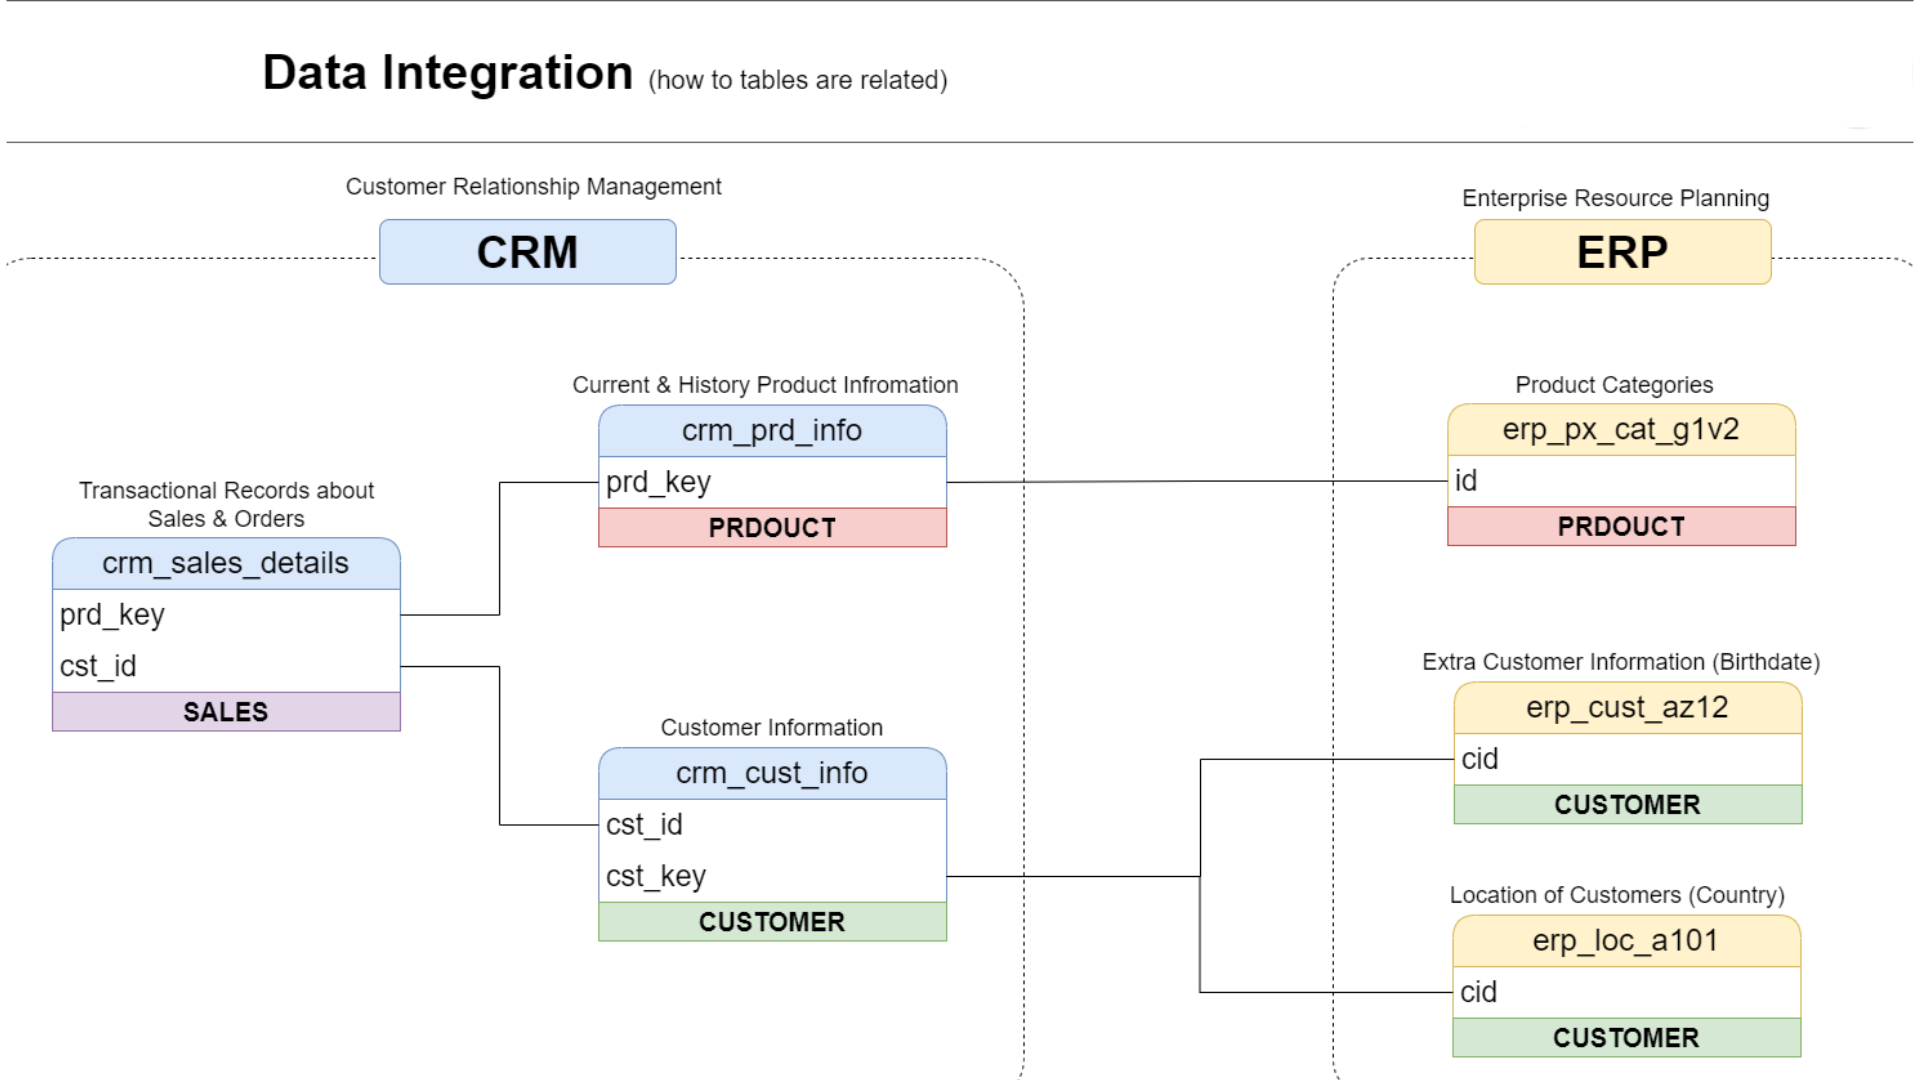 Data Integration (how to tables are related)
Customer Relationship Management
CRM
Enterprise Resource Planning
ERP
Transactional Records about
Sales & Orders
crm_sales_details
prd_key
cst_id
SALES
Current & History Product Infromation
crm_prd_info
prd_key
PRDOUCT
Customer Information
crm_cust_info
cst_id
cst_key
CUSTOMER
Product Categories
erp_px_cat_g1v2
id
PRDOUCT
Extra Customer Information (Birthdate)
erp_cust_az12
cid
CUSTOMER
Location of Customers (Country)
erp_loc_a101
cid
CUSTOMER